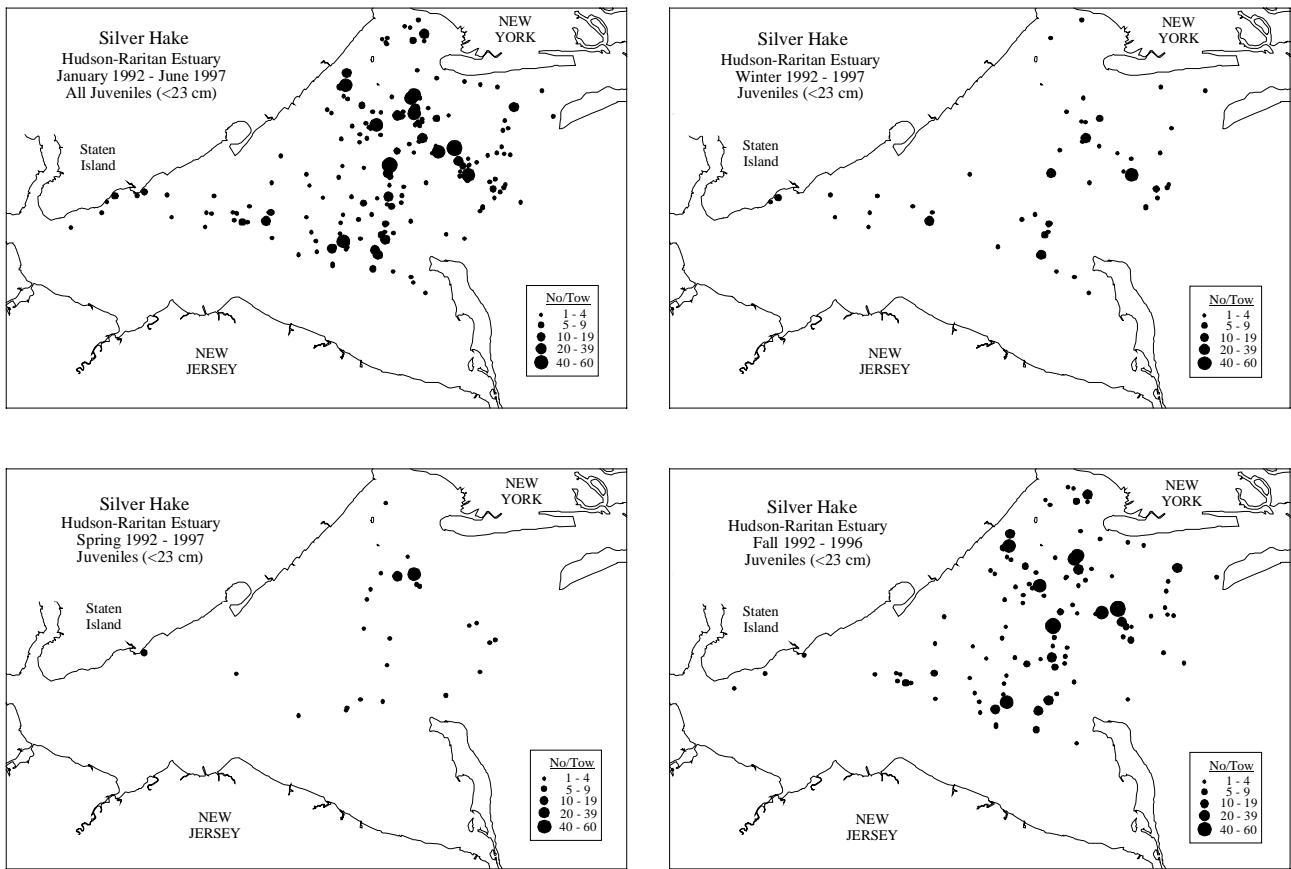 Silver Hake
Hudson-Raritan Estuary
January 1992 - June 1997
All Juveniles (<23 cm)
NEW
YORK
Staten
Island
NEW
JERSEY
No/Tow
1 - 4
5 - 9
10 - 19
20 - 39
40 - 60
Silver Hake
Hudson-Raritan Estuary
Winter 1992 - 1997
Juveniles (<23 cm)
NEW
YORK
Staten
Island
NEW
JERSEY
No/Tow
1 - 4
5 - 9
10 - 19
20 - 39
40 - 60
Silver Hake
Hudson-Raritan Estuary
Spring 1992 - 1997
Juveniles (<23 cm)
NEW
YORK
Staten
Island
NEW
JERSEY
No/Tow
1 - 4
5 - 9
10 - 19
20 - 39
40 - 60
Silver Hake
Hudson-Raritan Estuary
Fall 1992 - 1996
Juveniles (<23 cm)
NEW
YORK
Staten
Island
NEW
JERSEY
No/Tow
1 - 4
5 - 9
10 - 19
20 - 39
40 - 60